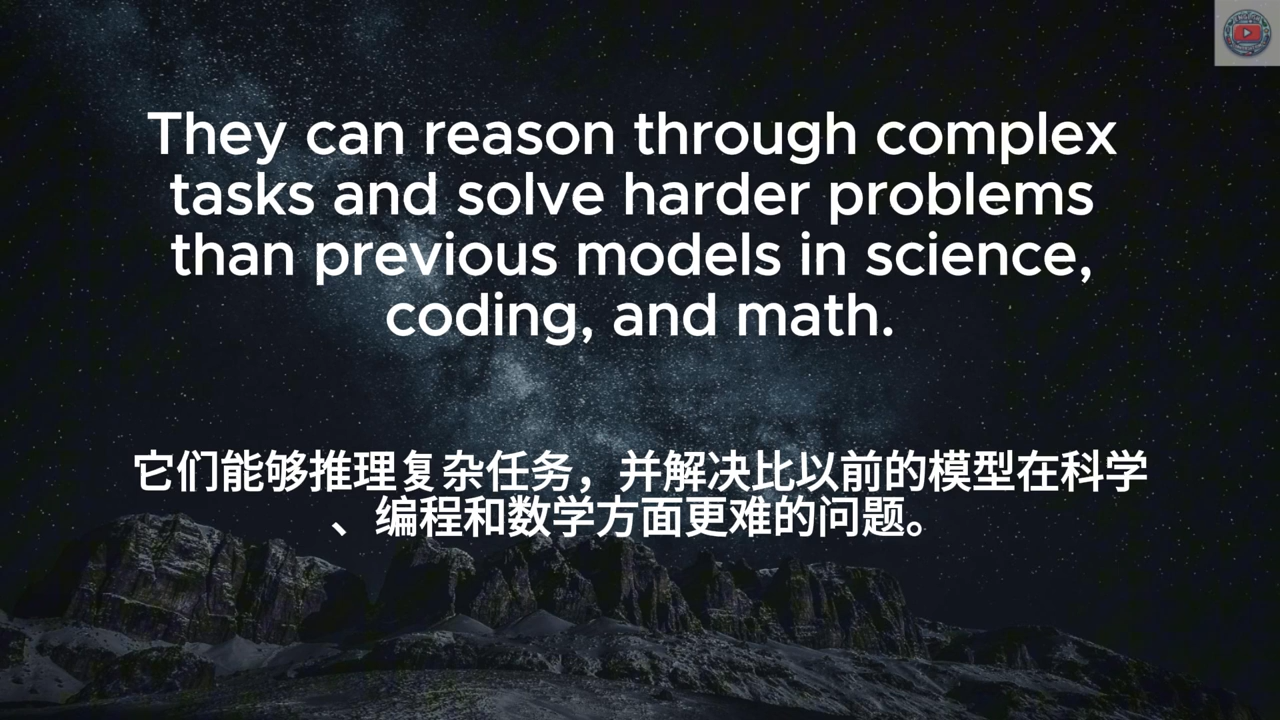 They can reason through complex
tasks and solve harder problems
than previous models in science,
coding, and math.
它们能够推理复杂任务，并解决比以前的模型在科学
、编程和数学方面更难的问题。